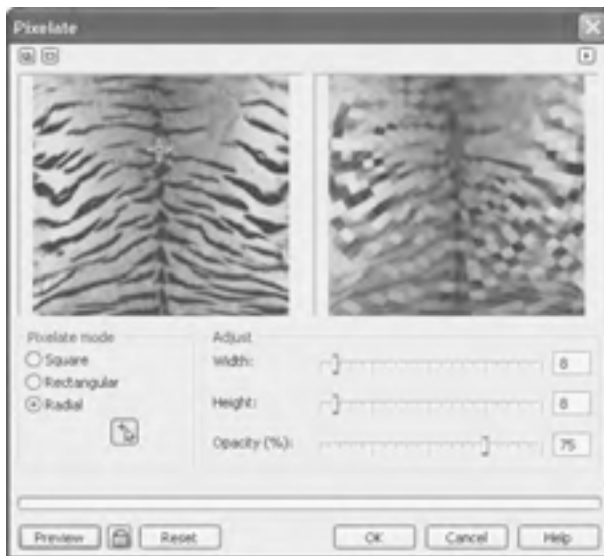 Pixelate
Pixelate mode
Square
Rectangular
Radial
Adjust
Width: 8
Height: 8
Opacity (%): 75
Preview Reset OK Cancel Help